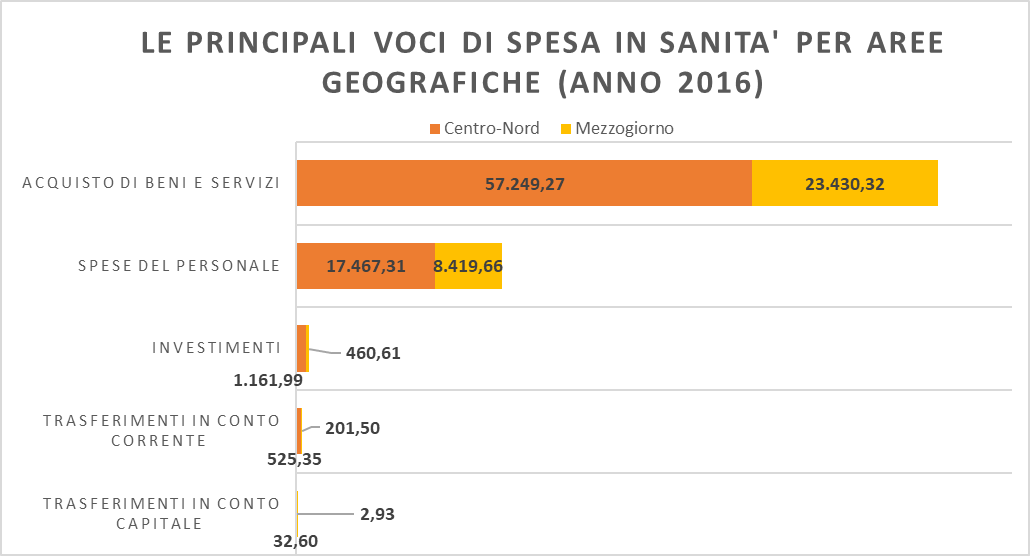 LE PRINCIPALI VOCI DI SPESA IN SANITA' PER AREE
GEOGRAFICHE (ANNO 2016)
Centro-Nord Mezzogiorno
ACQUISTO DI BENI E SERVIZI 57.249,27 23.430,32
SPESE DEL PERSONALE 17.467,31 8.419,66
INVESTIMENTI 460,61
1.161,99
TRASFERIMENTI IN CONTO
CORRENTE
201,50
525,35
TRASFERIMENTI IN CONTO
CAPITALE
2,93
32,60